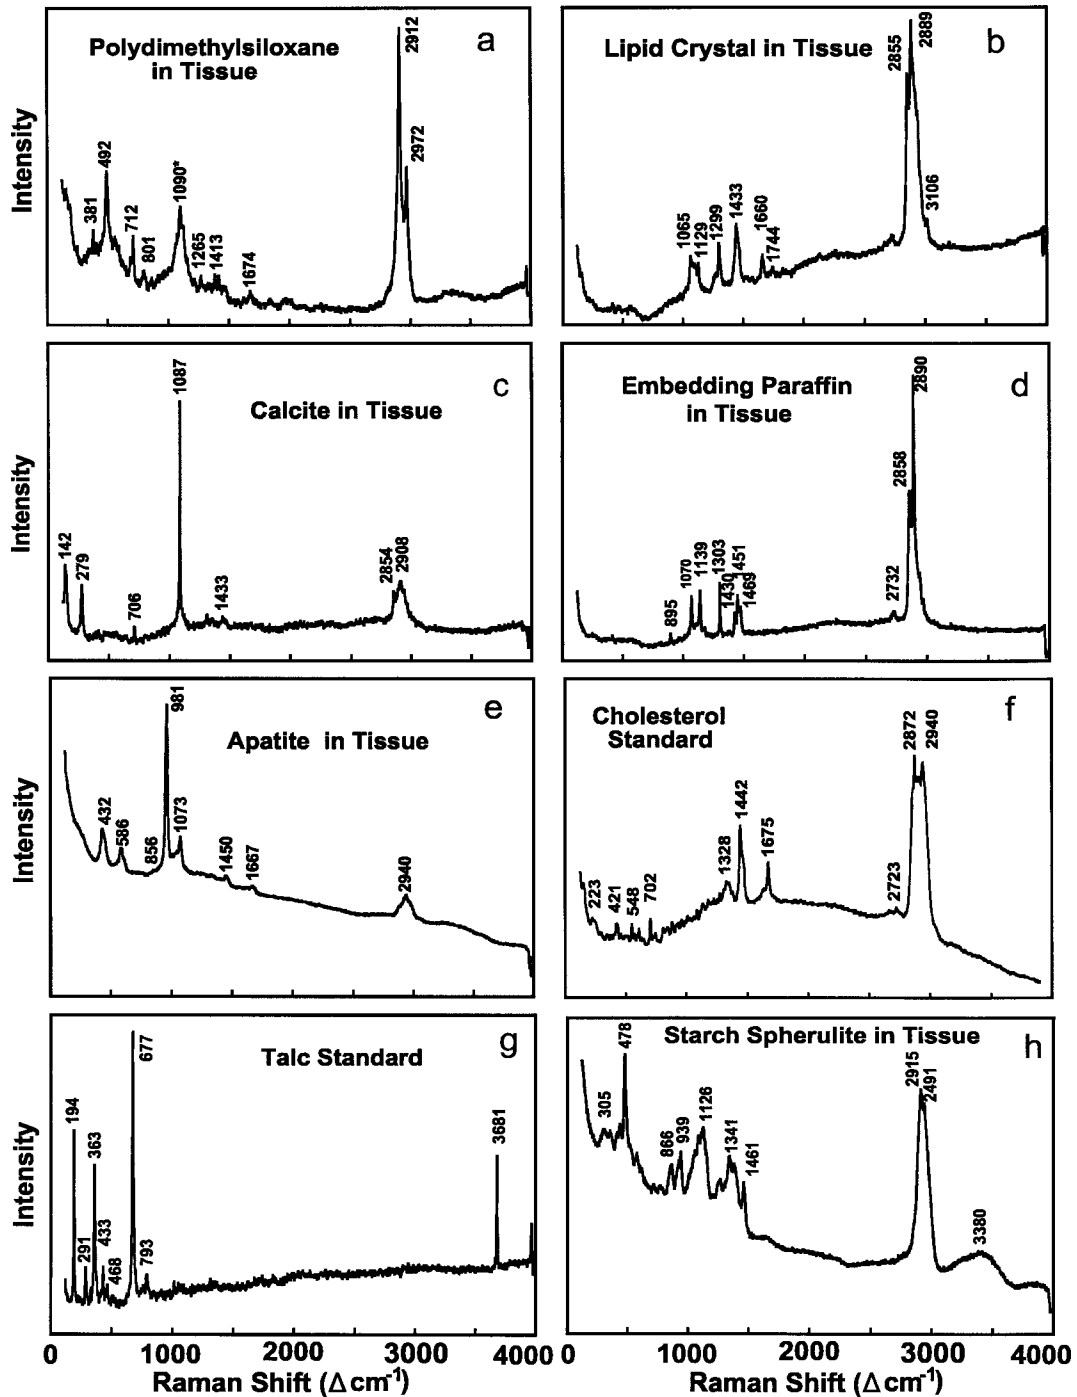 a
Polydimethylsiloxane
in Tissue
2912
2972
492
381
712
801
1090*
1265
1413
1674
Intensity
b
Lipid Crystal in Tissue
2855
2889
3106
1065
1129
1299
1433
1660
1744
c
Calcite in Tissue
1087
142
279
706
1433
2854
2908
Intensity
d
Embedding Paraffin
in Tissue
2890
2858
2732
895
1070
1139
1303
1430
1451
1469
e
Apatite in Tissue
981
432
586
856
1073
1450
1667
2940
Intensity
f
Cholesterol
Standard
2872
2940
223
421
548
702
1328
1442
1675
2723
g
Talc Standard
677
194
291
363
433
468
793
3681
Intensity
0 1000 2000 3000 4000
Raman Shift (Δ cm-1)
h
Starch Spherulite in Tissue
478
305
866
939
1126
1341
1461
2915
2491
3380
0 1000 2000 3000 4000
Raman Shift (Δ cm-1)